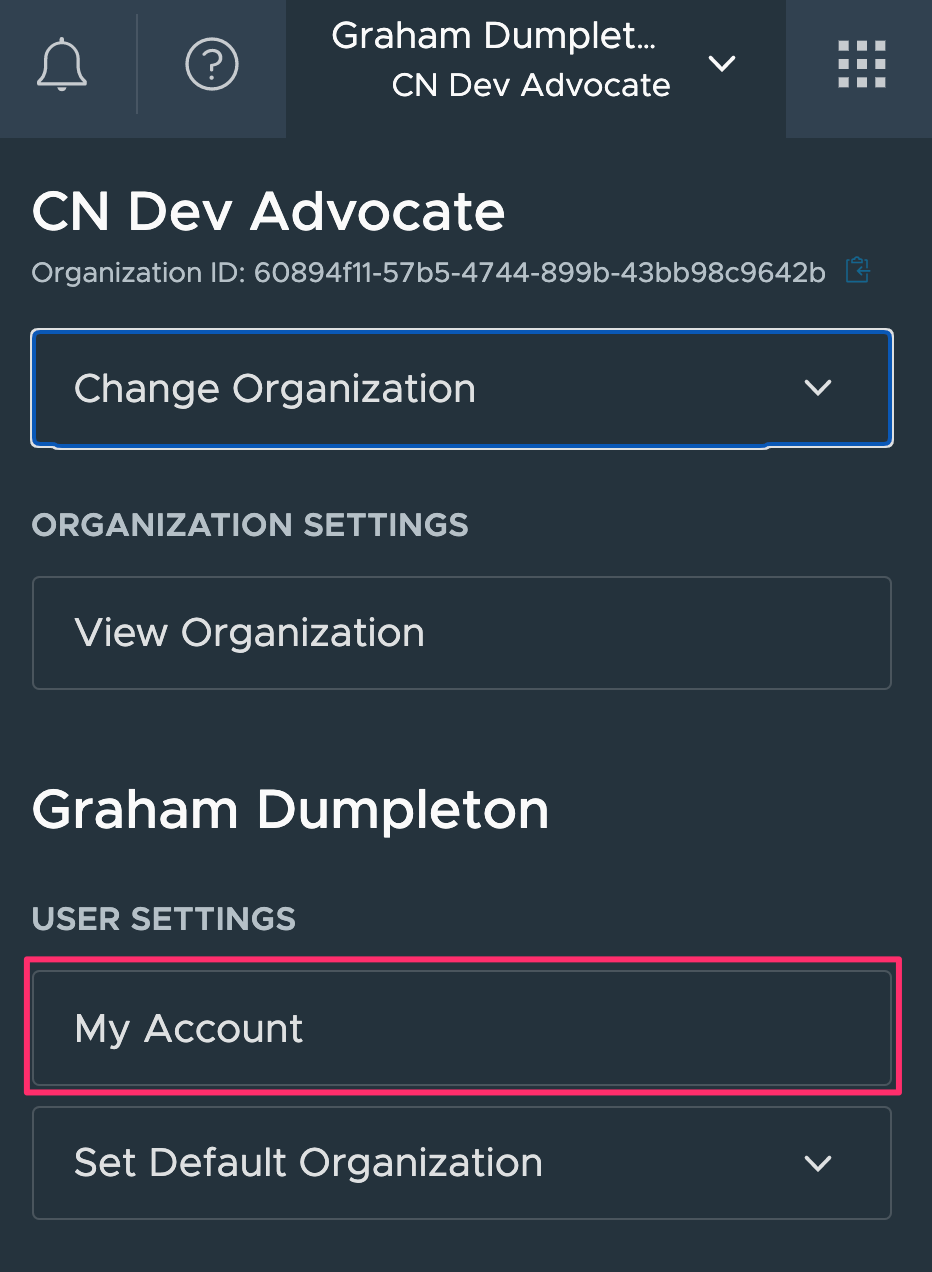 Graham Dumplet...
CN Dev Advocate
CN Dev Advocate
Organization ID: 60894f11-57b5-4744-899b-43bb98c9642b
Change Organization
ORGANIZATION SETTINGS
View Organization
Graham Dumpleton
USER SETTINGS
My Account
Set Default Organization